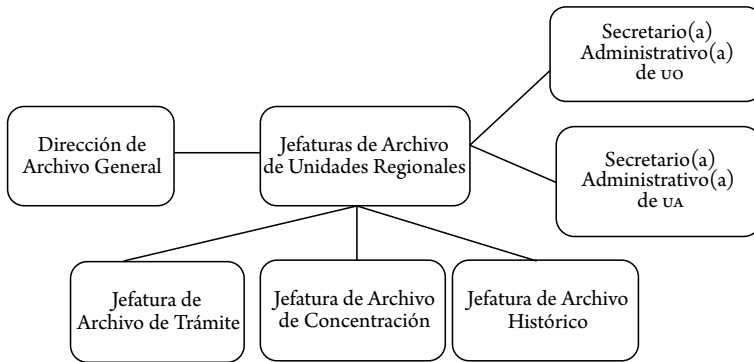 Secretario(a)
Administrativo(a)
de UO
Dirección de
Archivo General
Jefaturas de Archivo
de Unidades Regionales
Secretario(a)
Administrativo(a)
de UA
Jefatura de
Archivo de Trámite
Jefatura de Archivo
de Concentración
Jefatura de Archivo
Histórico